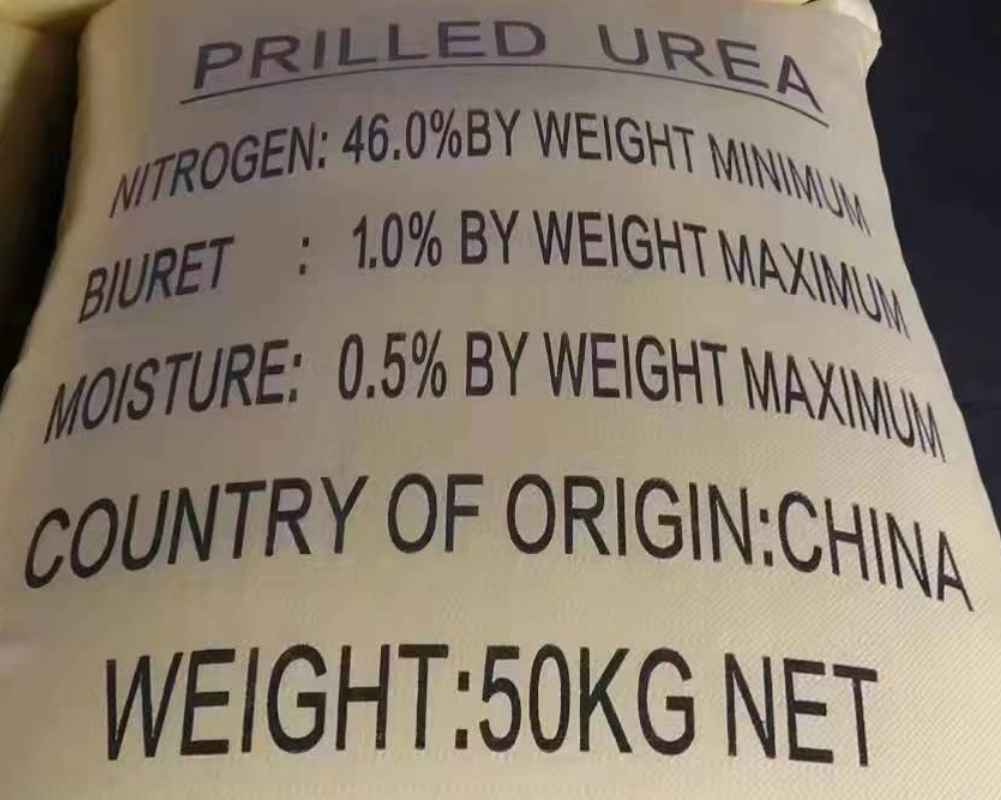 PRILLED UREA
NITROGEN: 46.0%BY WEIGHT MINIMUM
BIURET : 1.0% BY WEIGHT MAXIMUM
MOISTURE: 0.5% BY WEIGHT MAXIMUM
COUNTRY OF ORIGIN:CHINA
WEIGHT:50KG NET